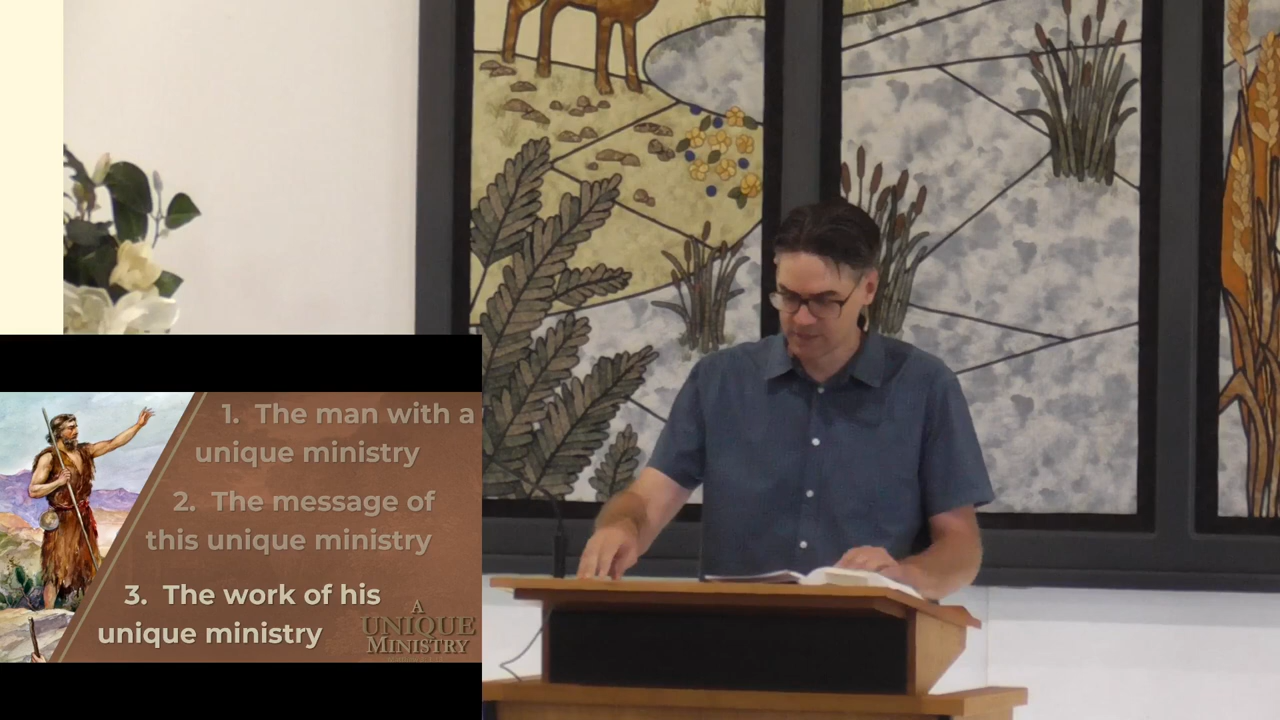 1. The man with a
unique ministry
2. The message of
this unique ministry
3. The work of his
unique ministry
A
UNIQUE
MINISTRY